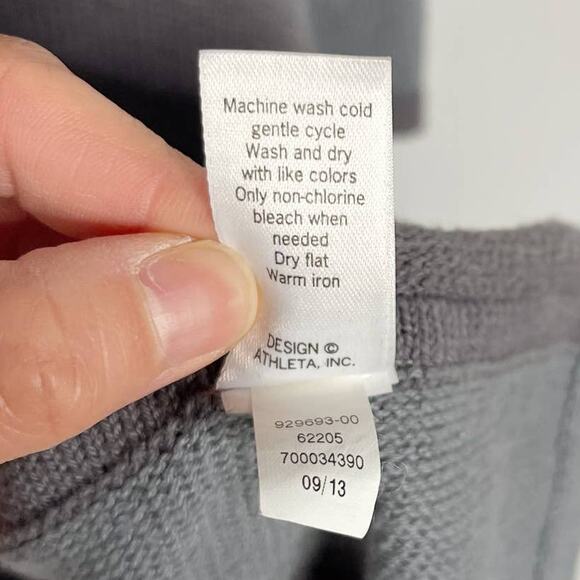 Machine wash cold
gentle cycle
Wash and dry
with like colors
Only non-chlorine
bleach when
needed
Dry flat
Warm iron
DESIGN ©
ATHLETA, INC.
929693-00
62205
700034390
09/13